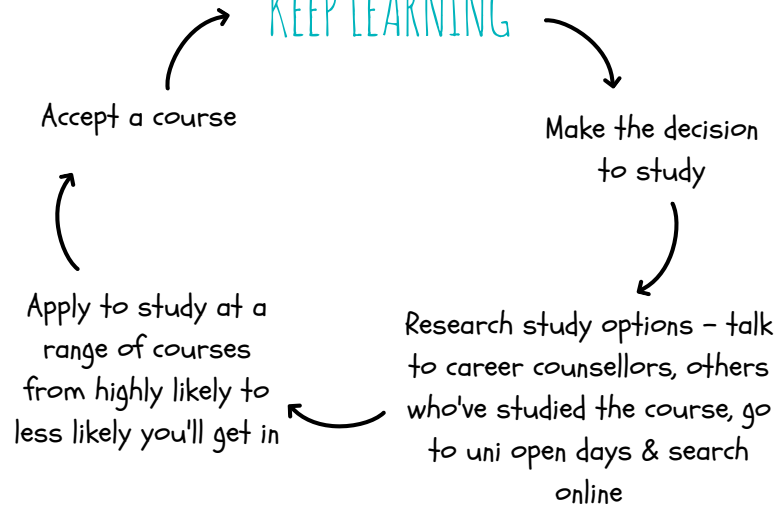 KEEP LEARNING
Make the decision
to study
Research study options – talk
to career counsellors, others
who've studied the course, go
to uni open days & search
online
Apply to study at a
range of courses
from highly likely to
less likely you'll get in
Accept a course